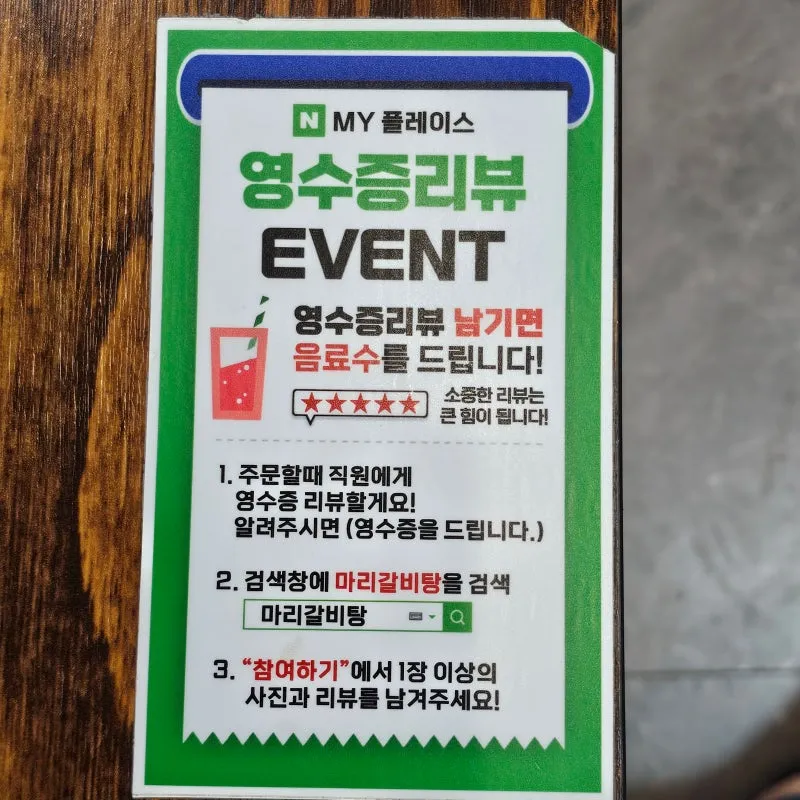 N MY 플레이스
영수증리뷰
EVENT
영수증리뷰 남기면
음료수를 드립니다!
소중한 리뷰는
큰 힘이 됩니다!
1. 주문할때 직원에게
영수증 리뷰할게요!
알려주시면 (영수증을 드립니다.)
2. 검색창에 마리갈비탕을 검색
마리갈비탕
3. "참여하기"에서 1장 이상의
사진과 리뷰를 남겨주세요!